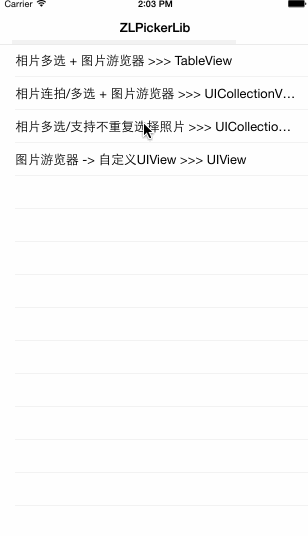 Carrier 2:03 PM
ZLPickerLib
相片多选 + 图片游览器 >>> TableView
相片连拍/多选 + 图片游览器 >>> UICollectionV...
相片多选/支持不重复选择照片 >>> UICollectio...
图片游览器 -> 自定义UIView >>> UIView